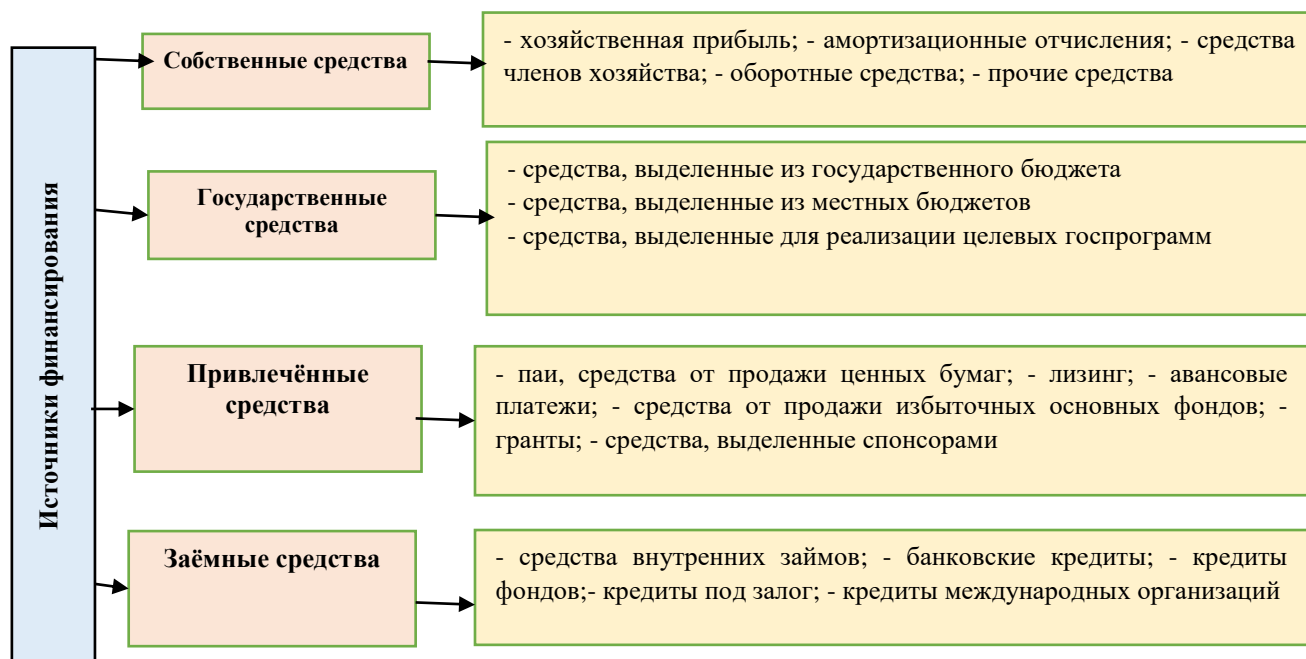 Источники финансирования
Собственные средства
- хозяйственная прибыль; - амортизационные отчисления; - средства
членов хозяйства; - оборотные средства; - прочие средства
Государственные
средства
- средства, выделенные из государственного бюджета
- средства, выделенные из местных бюджетов
- средства, выделенные для реализации целевых госпрограмм
Привлечённые
средства
- паи, средства от продажи ценных бумаг; - лизинг; - авансовые
платежи; - средства от продажи избыточных основных фондов; -
гранты; - средства, выделенные спонсорами
Заёмные средства
- средства внутренних займов; - банковские кредиты; - кредиты
фондов;- кредиты под залог; - кредиты международных организаций